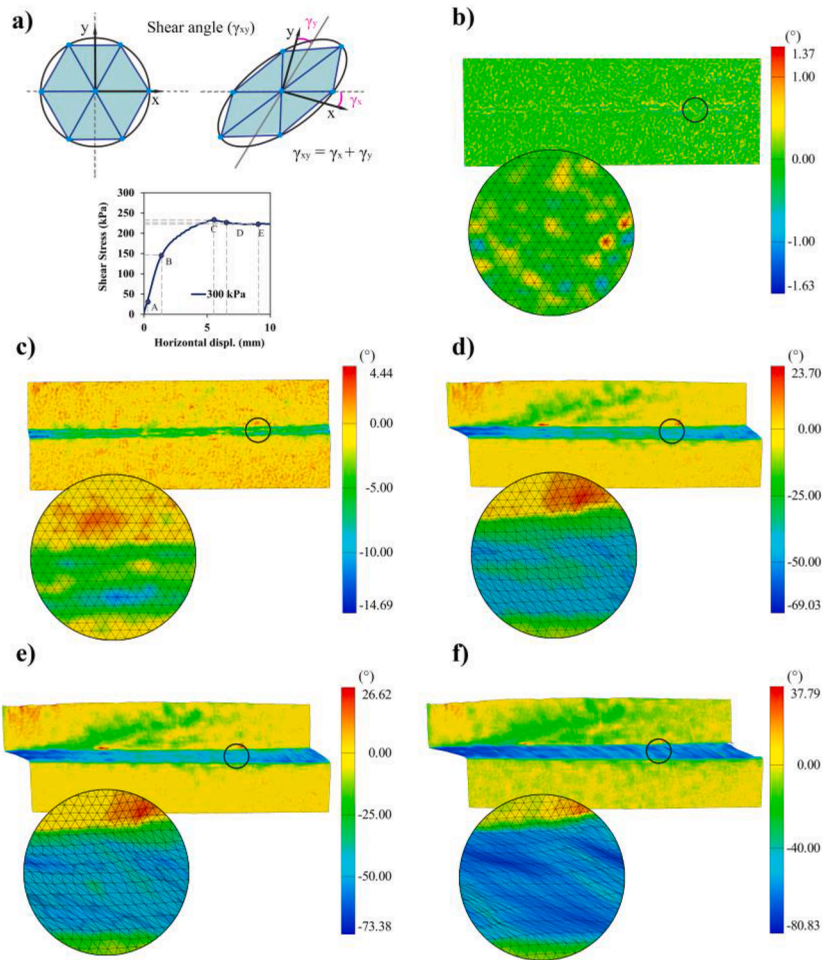 a)
Shear angle (γxy)
y
x
y
γy
γx
x
γxy = γx + γy
Shear Stress (kPa)
300
250
200
150
100
50
0
A
B
C
D
E
300 kPa
0
5
10
Horizontal displ. (mm)
b)
(°)
1.37
1.00
0.00
-1.00
-1.63
c)
(°)
4.44
0.00
-5.00
-10.00
-14.69
d)
(°)
23.70
0.00
-25.00
-50.00
-69.03
e)
(°)
26.62
0.00
-25.00
-50.00
-73.38
f)
(°)
37.79
0.00
-40.00
-80.83